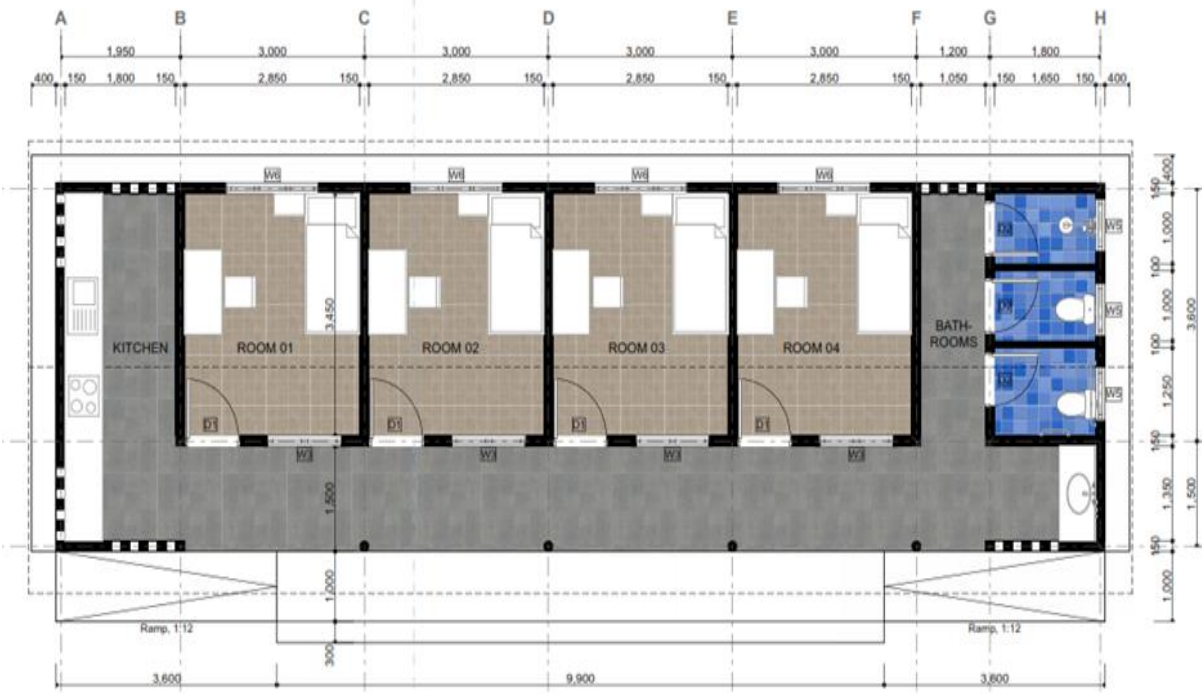 A B C D E F G H
1,950 3,000 3,000 3,000 3,000 1,200 1,800
400 150 1,800 150 2,850 150 2,850 150 2,850 150 2,850 150 1,050 150 1,650 150 400
W6 W6 W6 W6
400
150
D2 W5
1,000
100
3,450
D3 W5
1,000
3,600
KITCHEN ROOM 01 ROOM 02 ROOM 03 ROOM 04 BATH-
ROOMS
100
W5
1,250
D1 D1 D1 D1
W3 W3 W3 W3
150
1,500
1,350
1,500
150
1,000
1,000
Ramp, 1:12 Ramp, 1:12
300
3,600 9,900 3,600